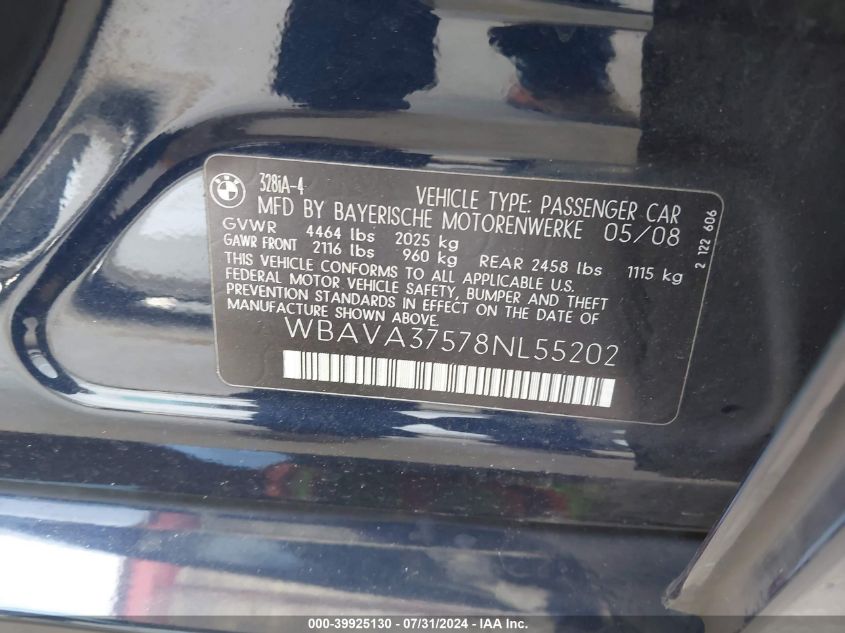 BMW
328iA-4
VEHICLE TYPE: PASSENGER CAR
MFD BY BAYERISCHE MOTORENWERKE 05/08
GVWR 4464 lbs 2025 kg
GAWR FRONT 2116 lbs 960 kg REAR 2458 lbs 1115 kg
THIS VEHICLE CONFORMS TO ALL APPLICABLE U.S.
FEDERAL MOTOR VEHICLE SAFETY, BUMPER AND THEFT
PREVENTION STANDARDS IN EFFECT ON THE DATE OF
MANUFACTURE SHOWN ABOVE.
WBAVA37578NL55202
2 122 606
000-39925130 - 07/31/2024 - IAA Inc.